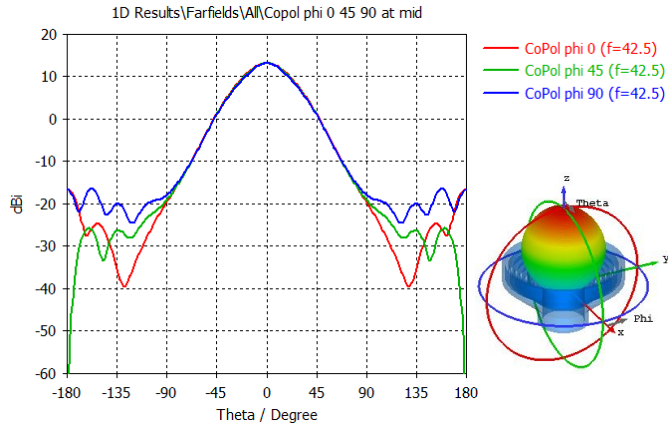 1D Results\Farfields\All\Copol phi 0 45 90 at mid
CoPol phi 0 (f=42.5)
CoPol phi 45 (f=42.5)
CoPol phi 90 (f=42.5)
dBi
20
10
0
-10
-20
-30
-40
-50
-60
-180
-135
-90
-45
0
45
90
135
180
Theta / Degree
z
Theta
y
Phi
x